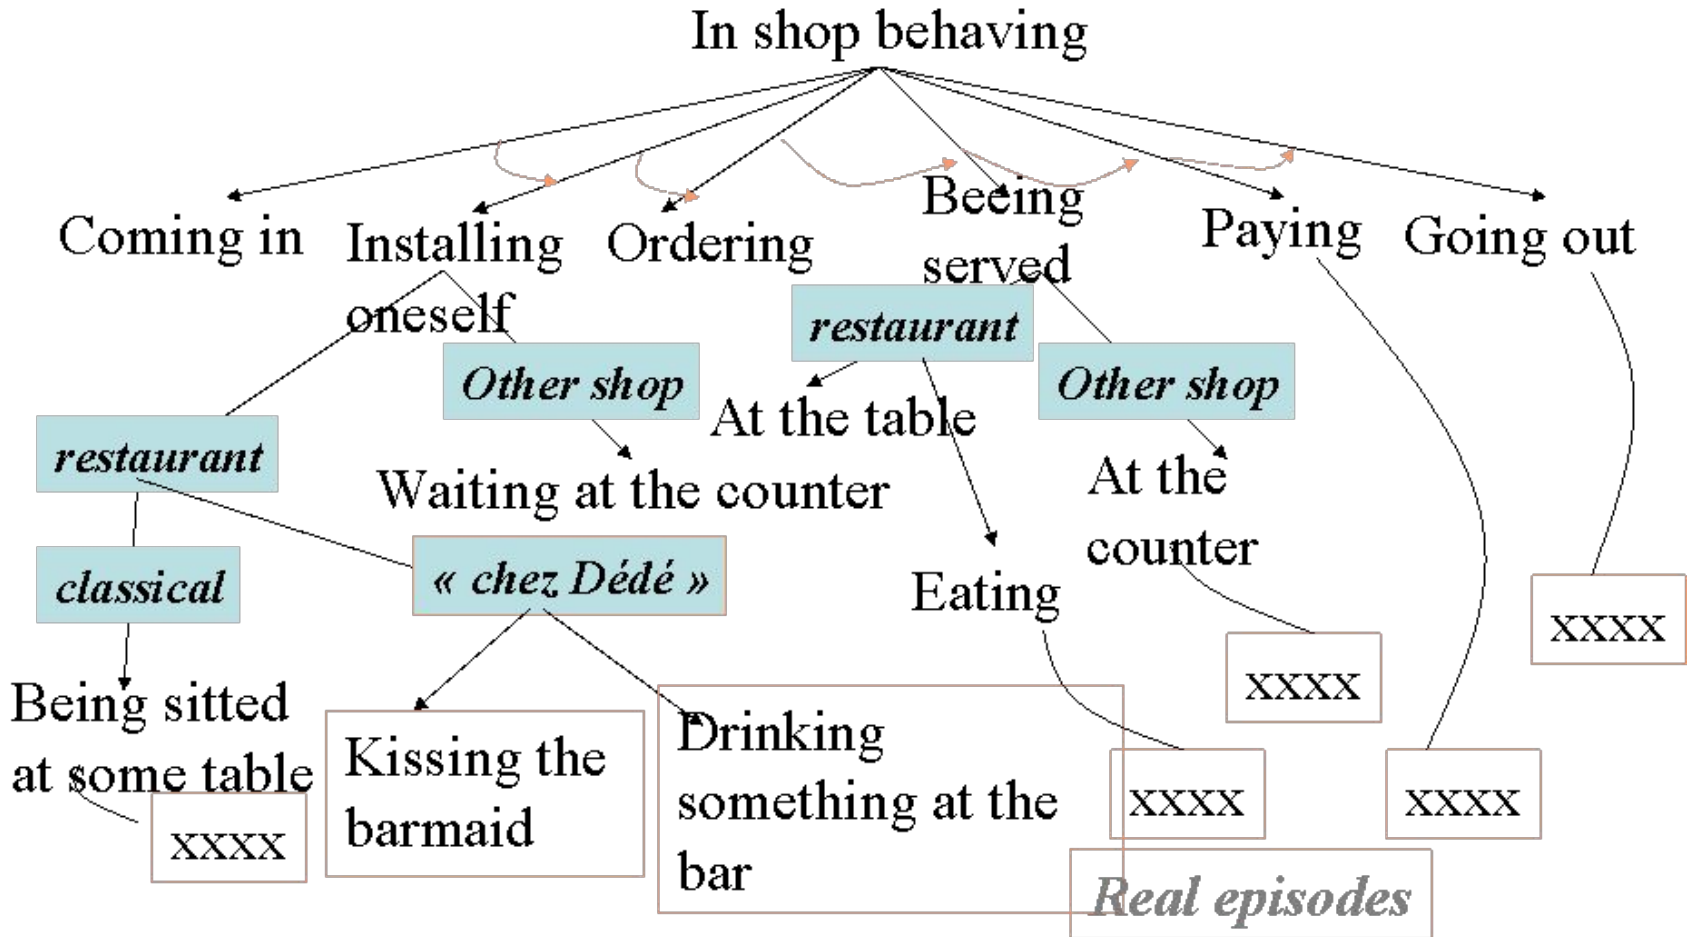 In shop behaving
Coming in
Installing
oneself
Ordering
Beeing
served
Paying
Going out
restaurant
Other shop
restaurant
Other shop
At the table
Waiting at the counter
At the
counter
restaurant
classical
« chez Dédé »
Eating
Being sitted
at some table
Kissing the
barmaid
Drinking
something at the
bar
xxxx
xxxx
xxxx
xxxx
xxxx
Real episodes